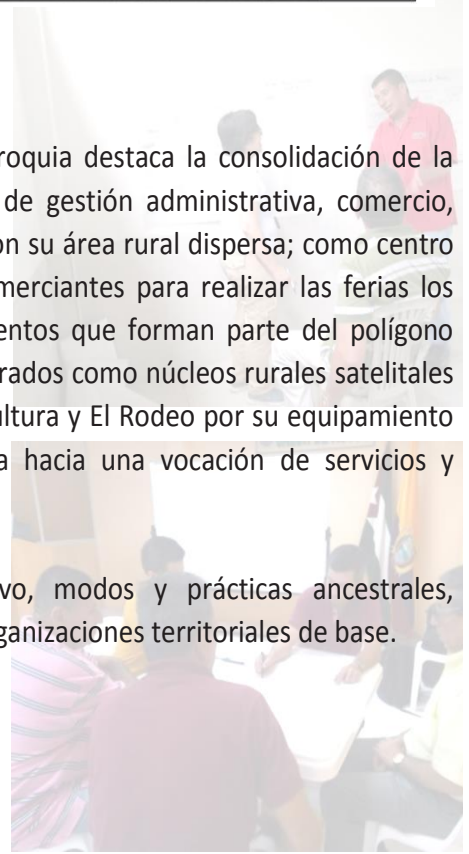 roquia destaca la consolidación de la
de gestión administrativa, comercio,
on su área rural dispersa; como centro
merciantes para realizar las ferias los
entos que forman parte del polígono
rados como núcleos rurales satelitales
ultura y El Rodeo por su equipamiento
a hacia una vocación de servicios y
vo, modos y prácticas ancestrales,
ganizaciones territoriales de base.